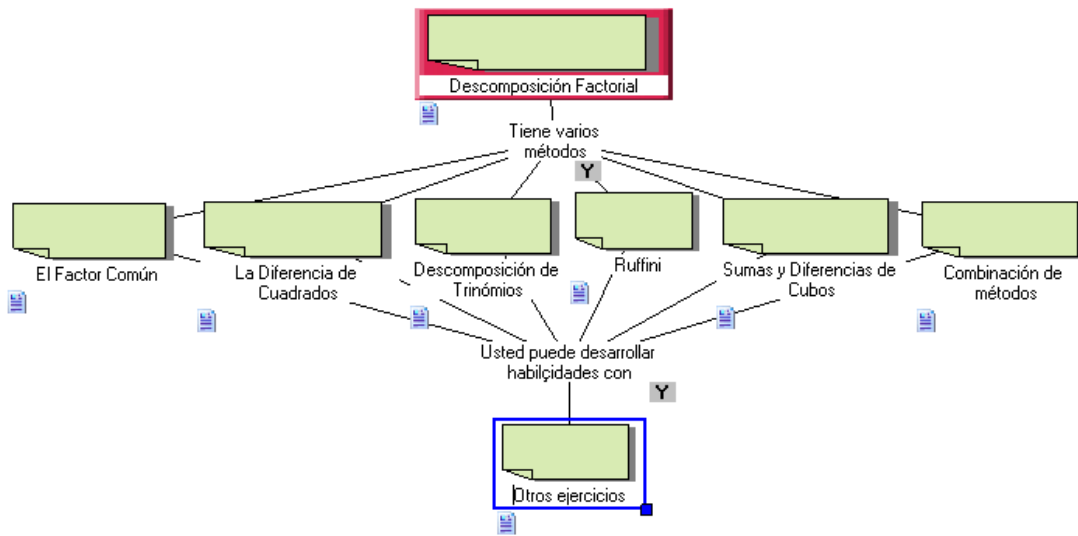 Descomposición Factorial
Tiene varios
métodos
Y
El Factor Común
La Diferencia de
Cuadrados
Descomposición de
Trinómios
Ruffini
Sumas y Diferencias de
Cubos
Combinación de
métodos
Usted puede desarrollar
habilçidades con
Y
Otros ejercicios